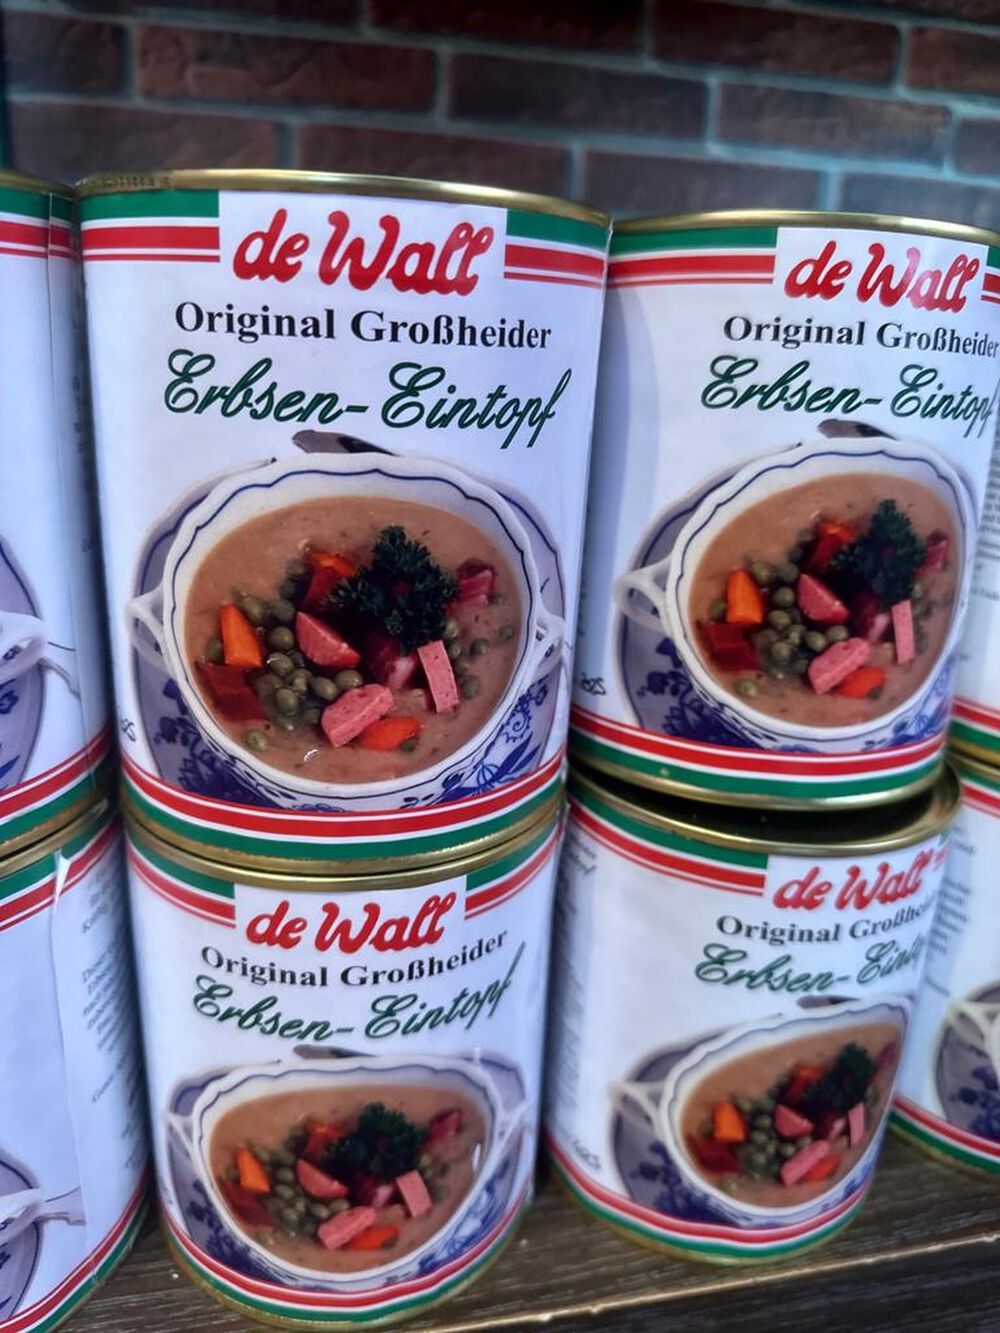 de Wall
Original Großheider
Erbsen-Eintopf
de Wall
Original Großheider
Erbsen-Eintopf
de Wall
Original Großheider
Erbsen-Eintopf
de Wall
Original
Erbsen-